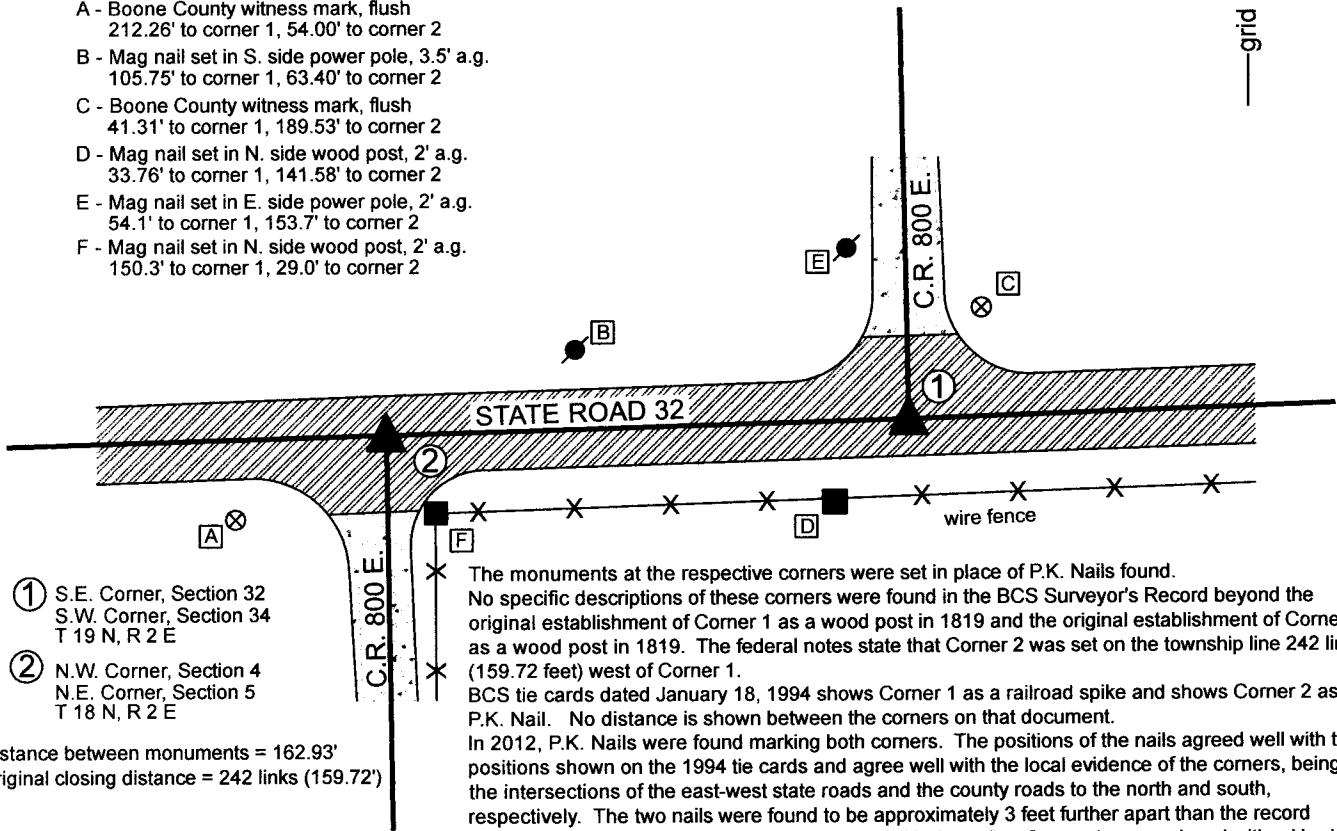 A - Boone County witness mark, flush
212.26' to corner 1, 54.00' to corner 2
B - Mag nail set in S. side power pole, 3.5' a.g.
105.75' to corner 1, 63.40' to corner 2
C - Boone County witness mark, flush
41.31' to corner 1, 189.53' to corner 2
D - Mag nail set in N. side wood post, 2' a.g.
33.76' to corner 1, 141.58' to corner 2
E - Mag nail set in E. side power pole, 2' a.g.
54.1' to corner 1, 153.7' to corner 2
F - Mag nail set in N. side wood post, 2' a.g.
150.3' to corner 1, 29.0' to corner 2
grid
C.R. 800 E.
E
C
B
1
STATE ROAD 32
2
A
F
D
wire fence
C.R. 800 E.
1 S.E. Corner, Section 32
S.W. Corner, Section 34
T 19 N, R 2 E
2 N.W. Corner, Section 4
N.E. Corner, Section 5
T 18 N, R 2 E
stance between monuments = 162.93'
riginal closing distance = 242 links (159.72')
The monuments at the respective corners were set in place of P.K. Nails found.
No specific descriptions of these corners were found in the BCS Surveyor's Record beyond the
original establishment of Corner 1 as a wood post in 1819 and the original establishment of Corne
as a wood post in 1819. The federal notes state that Corner 2 was set on the township line 242 li
(159.72 feet) west of Corner 1.
BCS tie cards dated January 18, 1994 shows Corner 1 as a railroad spike and shows Corner 2 as
P.K. Nail. No distance is shown between the corners on that document.
In 2012, P.K. Nails were found marking both corners. The positions of the nails agreed well with t
positions shown on the 1994 tie cards and agree well with the local evidence of the corners, being
the intersections of the east-west state roads and the county roads to the north and south,
respectively. The two nails were found to be approximately 3 feet further apart than the record